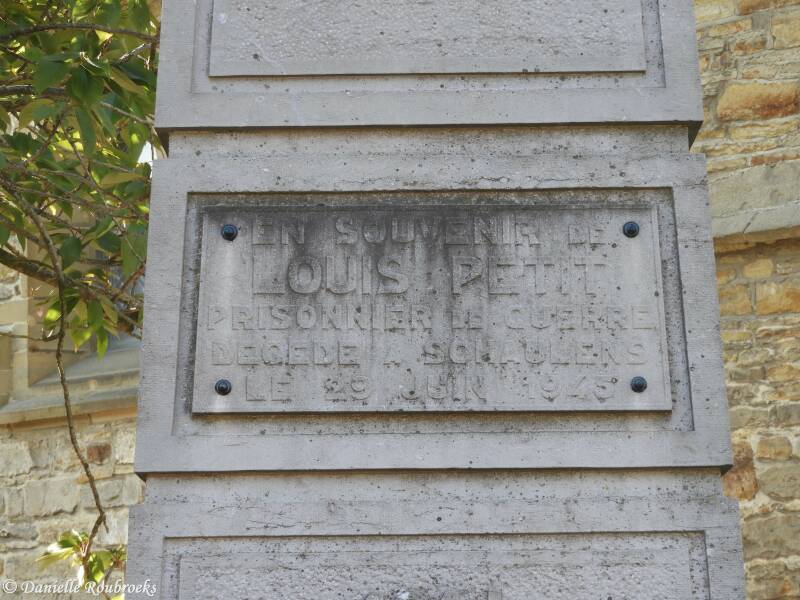 EN SOUVENIR DE
LOUIS PETIT
PRISONNIER DE GUERRE
DECEDE A SCHAULENS
LE 29 JUIN 1945
© Danielle Roubroeks